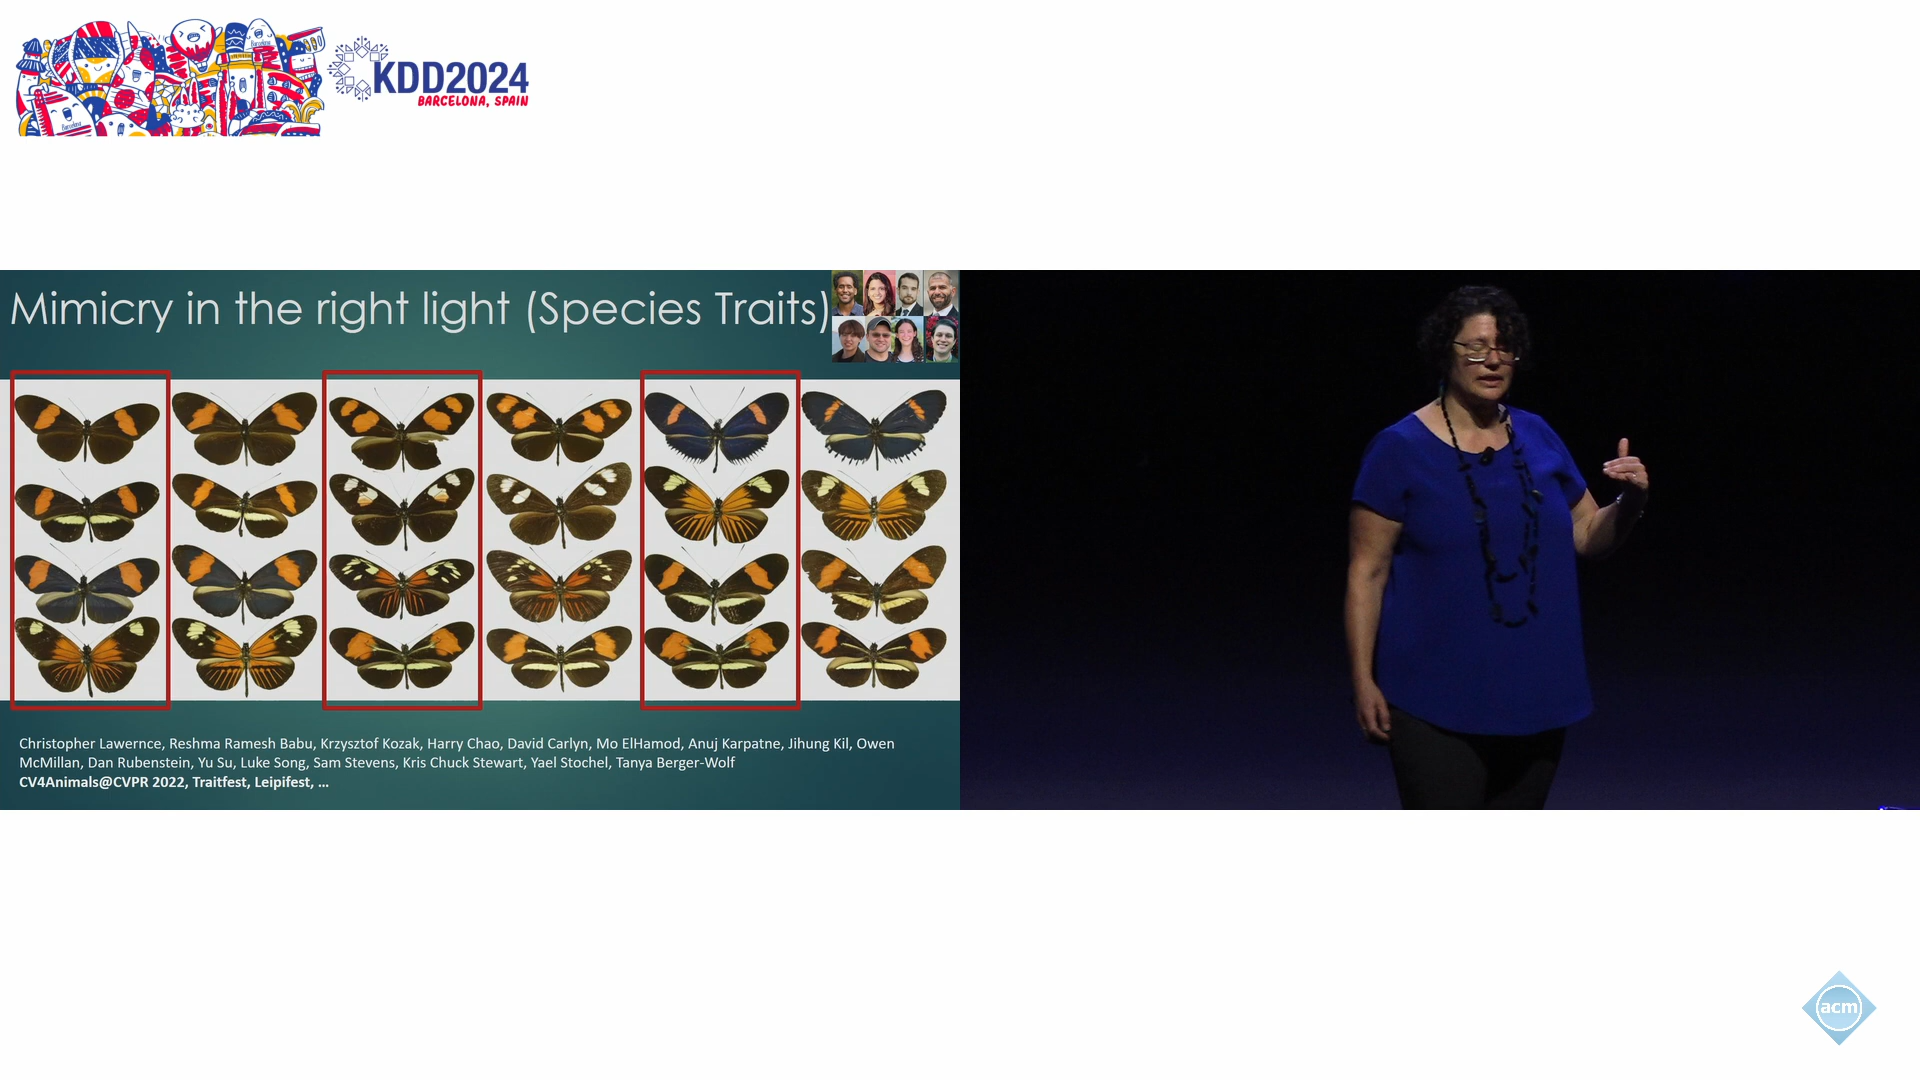 KDD2024
BARCELONA, SPAIN
Mimicry in the right light (Species Traits)
Christopher Lawernce, Reshma Ramesh Babu, Krzysztof Kozak, Harry Chao, David Carlyn, Mo ElHamod, Anuj Karpatne, Jihung Kil, Owen
McMillan, Dan Rubenstein, Yu Su, Luke Song, Sam Stevens, Kris Chuck Stewart, Yael Stochel, Tanya Berger-Wolf
CV4Animals@CVPR 2022, Traitfest, Leipifest, ...
acm